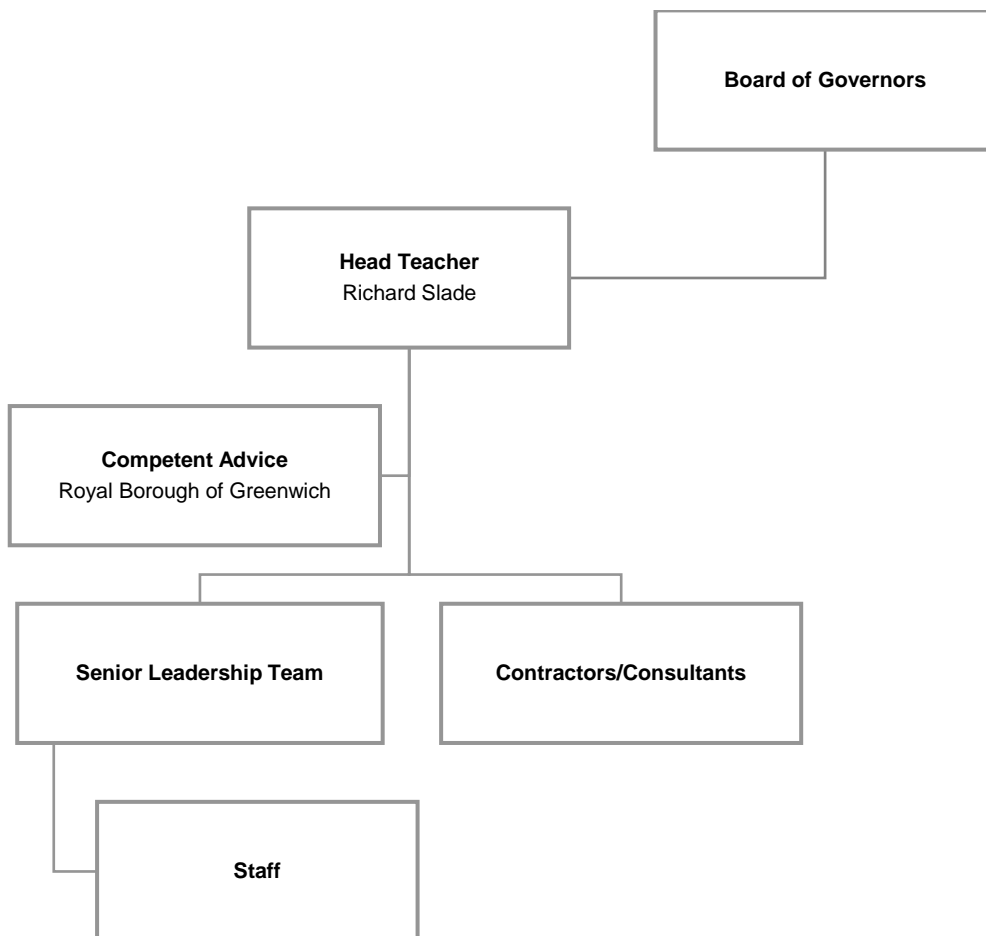 Board of Governors
Head Teacher
Richard Slade
Competent Advice
Royal Borough of Greenwich
Senior Leadership Team
Contractors/Consultants
Staff